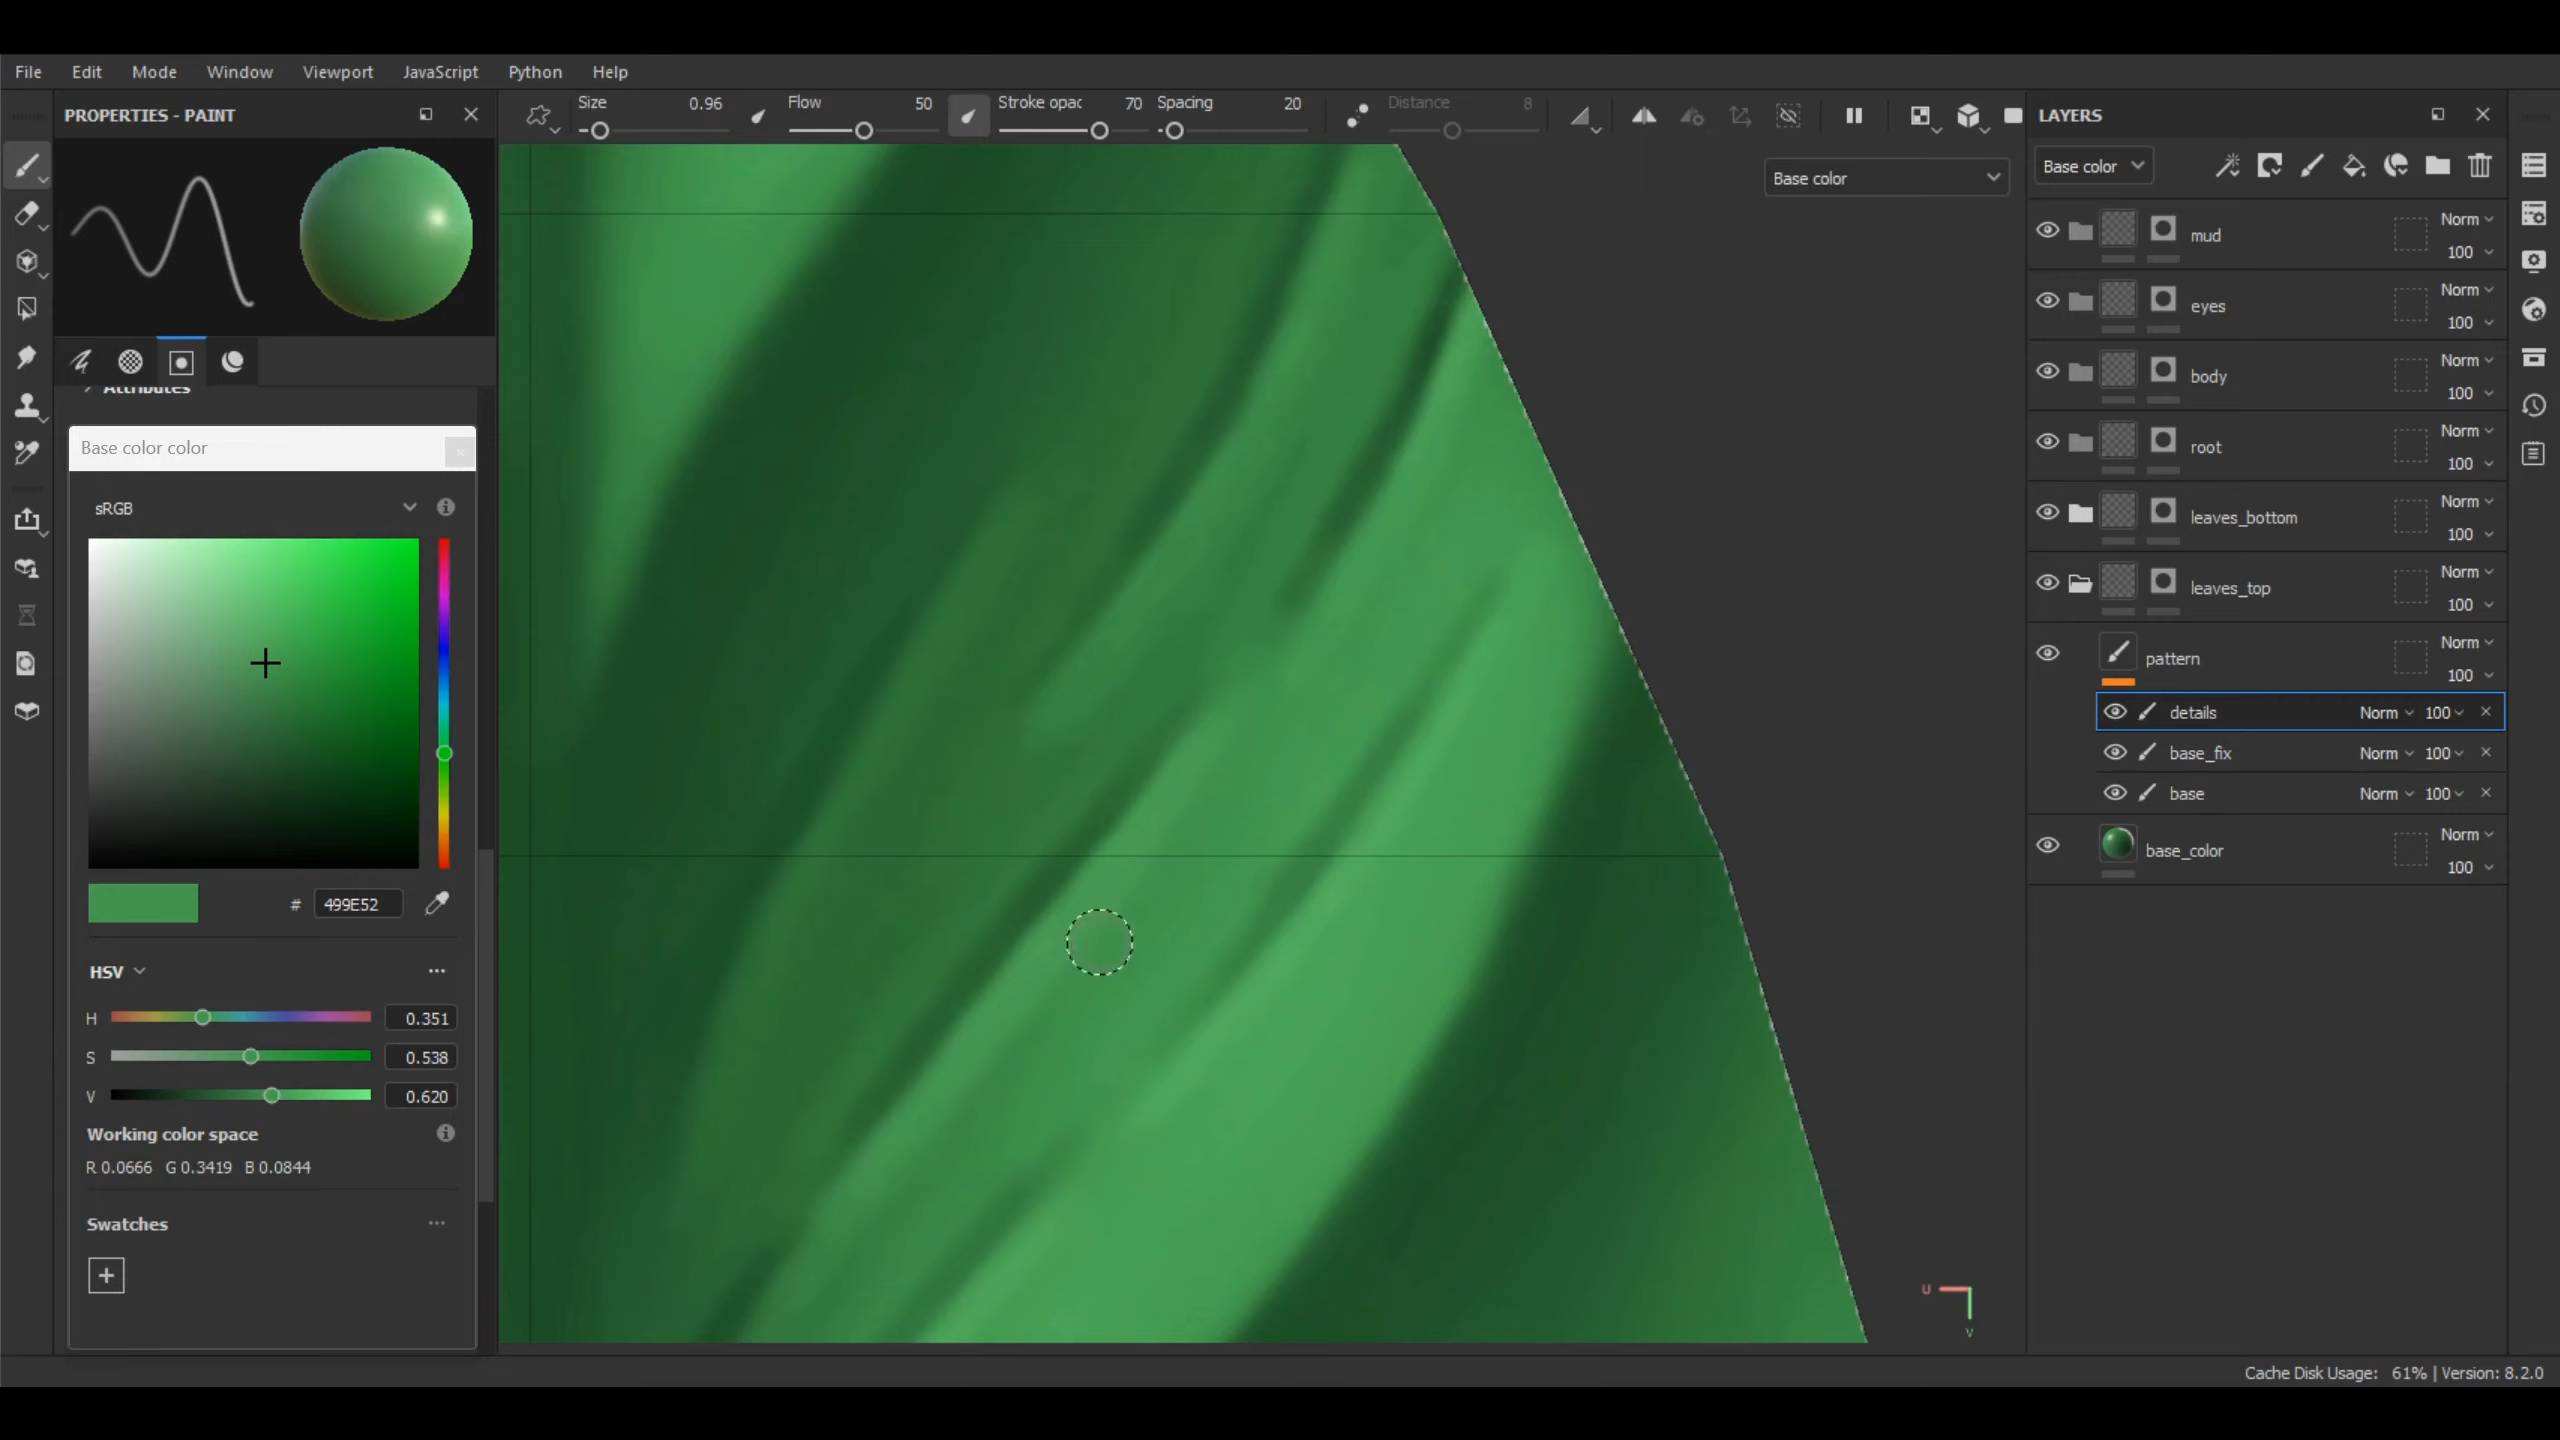 File Edit Mode Window Viewport JavaScript Python Help
PROPERTIES - PAINT
Size 0.96 Flow 50 Stroke opac 70 Spacing 20 Distance 8
Attributes
Base color color
sRGB
# 499E52
HSV
H 0.351
S 0.538
V 0.620
Working color space
R 0.0666 G 0.3419 B 0.0844
Swatches
Base color
U
V
LAYERS
Base color
mud Norm 100
eyes Norm 100
body Norm 100
root Norm 100
leaves_bottom Norm 100
leaves_top Norm 100
pattern Norm 100
details Norm 100
base_fix Norm 100
base Norm 100
base_color Norm 100
Cache Disk Usage: 61% | Version: 8.2.0